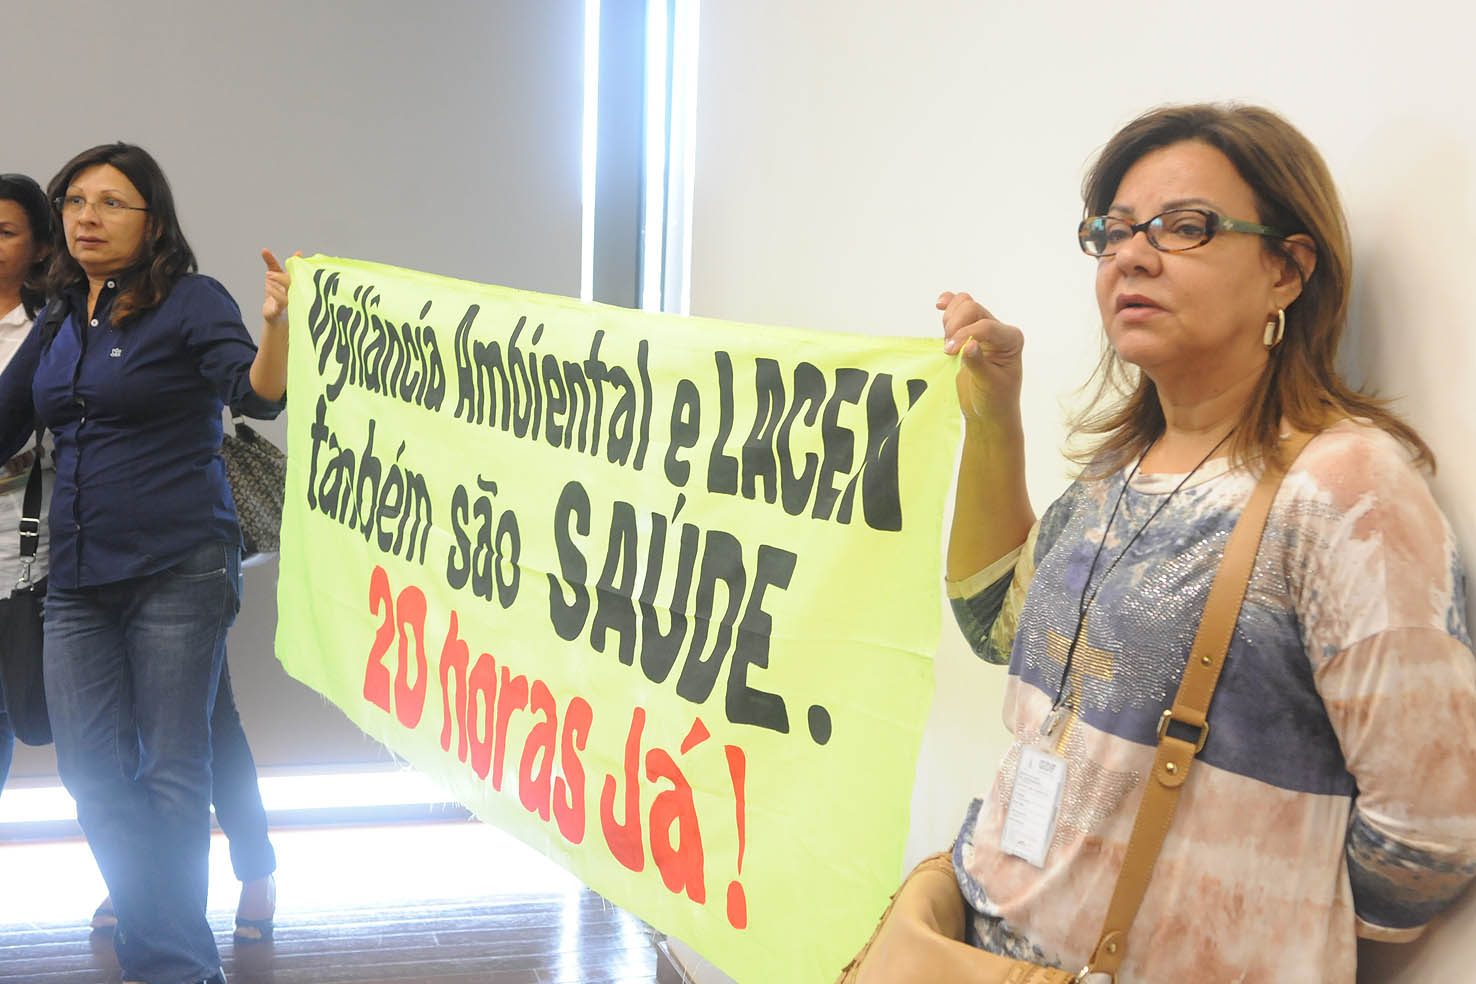 Vigilância Ambiental e LACEN
também são SAÚDE.
20 horas Já!